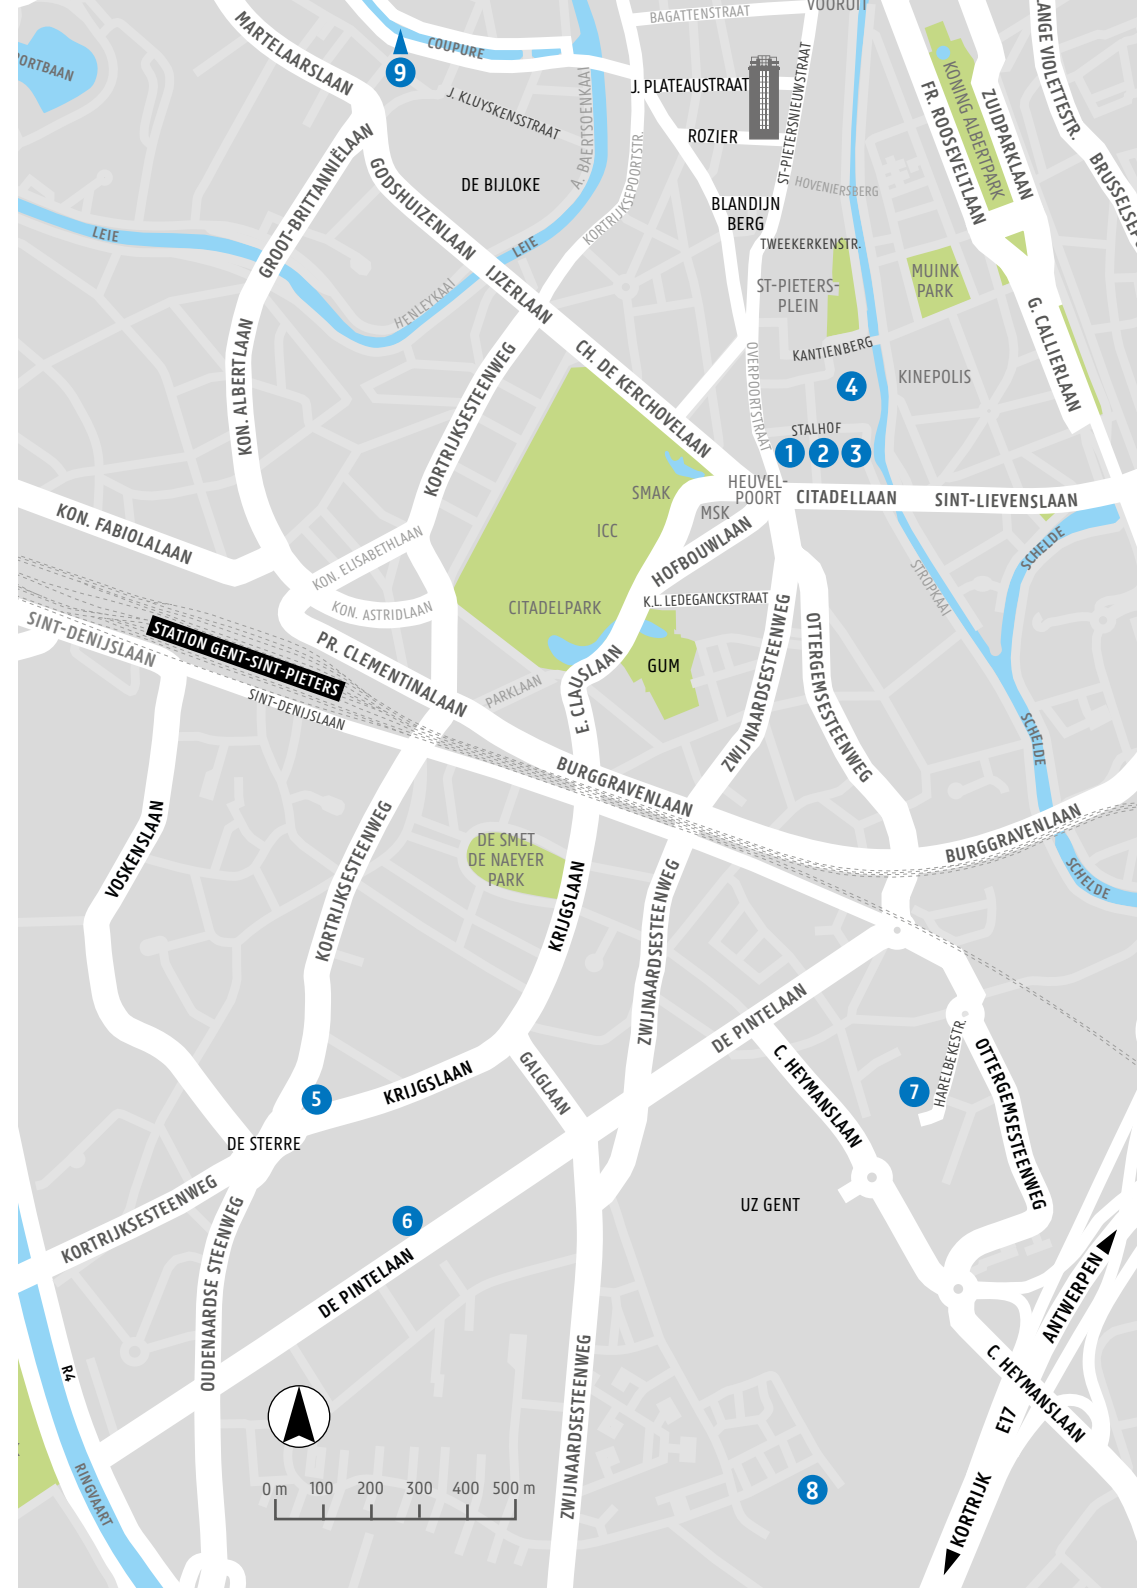 BAGATTENSTRAAT
VOORUIT
MARTELAARSLAAN
COUPURE
9
PORTBAAN
J. KLUYSKENSSTRAAT
A. BAERTSOENKAAI
J. PLATEAUSTRAAT
ROZIER
ST-PIETERSNIEUWSTRAAT
KONING ALBERTPARK
FR. ROOSEVELTLAAN
ZUIDPARKLAAN
LANGE VIOLETTESTR.
BRUSSELSEP
GROOT-BRITTANNIËLAAN
GODSHUIZENLAAN
DE BIJLOKE
KORTRIJKSEPOORTSTR.
HOVENIERSBERG
BLANDIJN
BERG
TWEEKERKENSTR.
LEIE
LEIE
HENLEYKAAI
IJZERLAAN
ST-PIETERS-
PLEIN
MUINK
PARK
G. CALLIERLAAN
KON. ALBERTLAAN
KORTRIJKSESTEENWEG
CH. DE KERCHOVELAAN
OVERPOORTSTRAAT
KANTIENBERG
4
KINEPOLIS
STALHOF
1
2
3
HEUVEL-
POORT
CITADELLAAN
SINT-LIEVENSLAAN
SMAK
MSK
ICC
HOFBOUWLAAN
KON. FABIOLALAAN
KON. ELISABETHLAAN
KON. ASTRIDLAAN
CITADELPARK
K.L. LEDEGANCKSTRAAT
STROPKAAI
SCHELDE
SINT-DENIJSLAAN
STATION GENT-SINT-PIETERS
SINT-DENIJSLAAN
PR. CLEMENTINALAAN
PARKLAAN
E. CLAUSLAAN
GUM
ZWIJNAARDSESTEENWEG
OTTERGEMSESTEENWEG
SCHELDE
BURGGRAVENLAAN
BURGGRAVENLAAN
SCHELDE
VOSKENSLAAN
KORTRIJKSESTEENWEG
DE SMET
DE NAEYER
PARK
KRIJGSLAAN
ZWIJNAARDSESTEENWEG
DE PINTELAAN
C. HEYMANSLAAN
HARELBEKESTR.
OTTERGEMSESTEENWEG
7
5
KRIJGSLAAN
GALGLAAN
DE STERRE
KORTRIJKSESTEENWEG
OUDENAARDSE STEENWEG
6
DE PINTELAAN
UZ GENT
ANTWERPEN
R4
RINGVAART
ZWIJNAARDSESTEENWEG
C. HEYMANSLAAN
E17
KORTRIJK
8
0 m 100 200 300 400 500 m